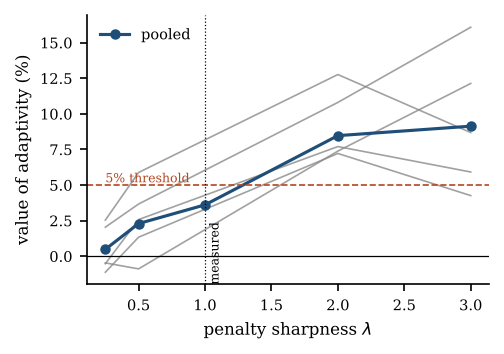 pooled
15.0
12.5
10.0
7.5
5.0
2.5
0.0
value of adaptivity (%)
5% threshold
measured
0.5
1.0
1.5
2.0
2.5
3.0
penalty sharpness λ